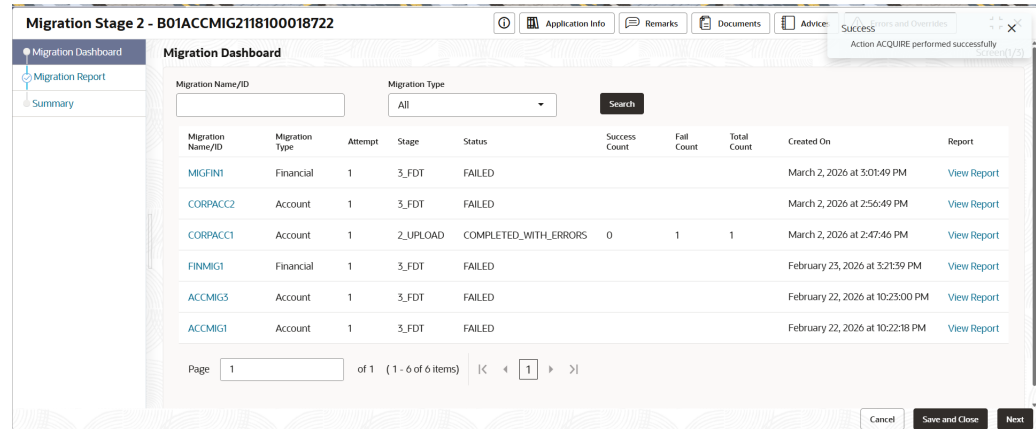 Migration Stage 2 - B01ACCMIG2118100018722
Application Info
Remarks
Documents
Advices
Errors and Overrides
Success
Action ACQUIRE performed successfully
Migration Dashboard
Migration Report
Summary
Migration Dashboard
Screen(1/3)
Migration Name/ID
Migration Type
All
Search
Migration Name/ID Migration Type Attempt Stage Status Success Count Fail Count Total Count Created On Report
MIGFIN1 Financial 1 3_FDT FAILED March 2, 2026 at 3:01:49 PM View Report
CORPACC2 Account 1 3_FDT FAILED March 2, 2026 at 2:56:49 PM View Report
CORPACC1 Account 1 2_UPLOAD COMPLETED_WITH_ERRORS 0 1 1 March 2, 2026 at 2:47:46 PM View Report
FINMIG1 Financial 1 3_FDT FAILED February 23, 2026 at 3:21:39 PM View Report
ACCMIG3 Account 1 3_FDT FAILED February 22, 2026 at 10:23:00 PM View Report
ACCMIG1 Account 1 3_FDT FAILED February 22, 2026 at 10:22:18 PM View Report
Page 1 of 1 (1 - 6 of 6 items) 1
Cancel Save and Close Next